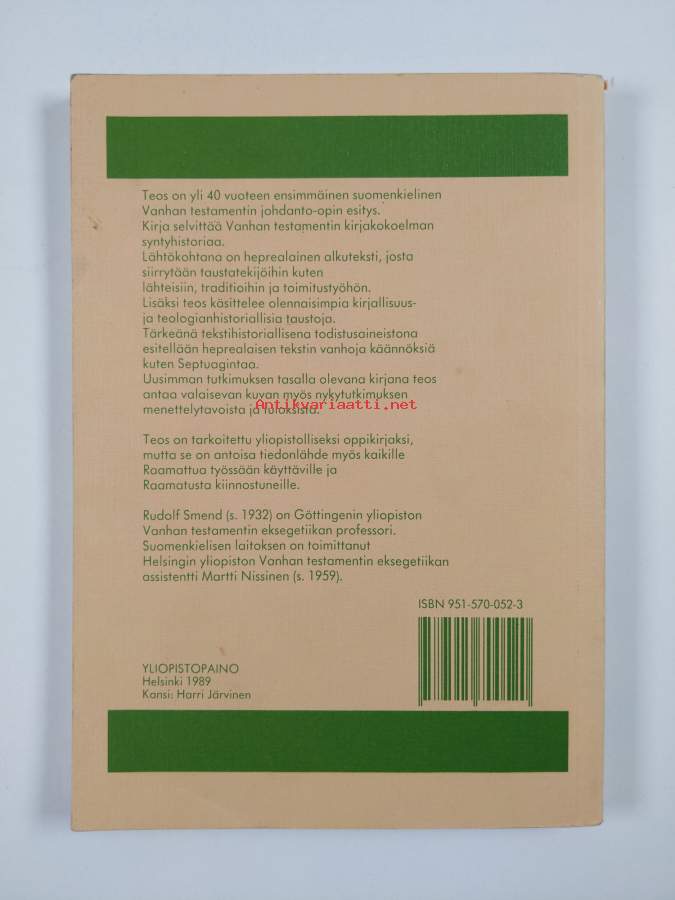 Teos on yli 40 vuoteen ensimmäinen suomenkielinen
Vanhan testamentin johdanto-opin esitys.
Kirja selvittää Vanhan testamentin kirjakokoelman
syntyhistoriaa.
Lähtökohtana on heprealainen alkuteksti, josta
siirrytään taustatekijöihin kuten
lähteisiin, traditioihin ja toimitustyöhön.
Lisäksi teos käsittelee olennaisimpia kirjallisuus-
ja teologianhistoriallisia taustoja.
Tärkeänä tekstihistoriallisena todistusaineistona
esitellään heprealaisen tekstin vanhoja käännöksiä
kuten Septuagintaa.
Uusimman tutkimuksen tasalla olevana kirjana teos
antaa valaisevan kuvan myös nykytutkimuksen
menettelytavoista ja tuloksista.
Antikvariaatti.net
Teos on tarkoitettu yliopistolliseksi oppikirjaksi,
mutta se on antoisa tiedonlähde myös kaikille
Raamattua työssään käyttäville ja
Raamatusta kiinnostuneille.
Rudolf Smend (s. 1932) on Göttingenin yliopiston
Vanhan testamentin eksegetiikan professori.
Suomenkielisen laitoksen on toimittanut
Helsingin yliopiston Vanhan testamentin eksegetiikan
assistentti Martti Nissinen (s. 1959).
ISBN 951-570-052-3
YLIOPISTOPAINO
Helsinki 1989
Kansi: Harri Järvinen